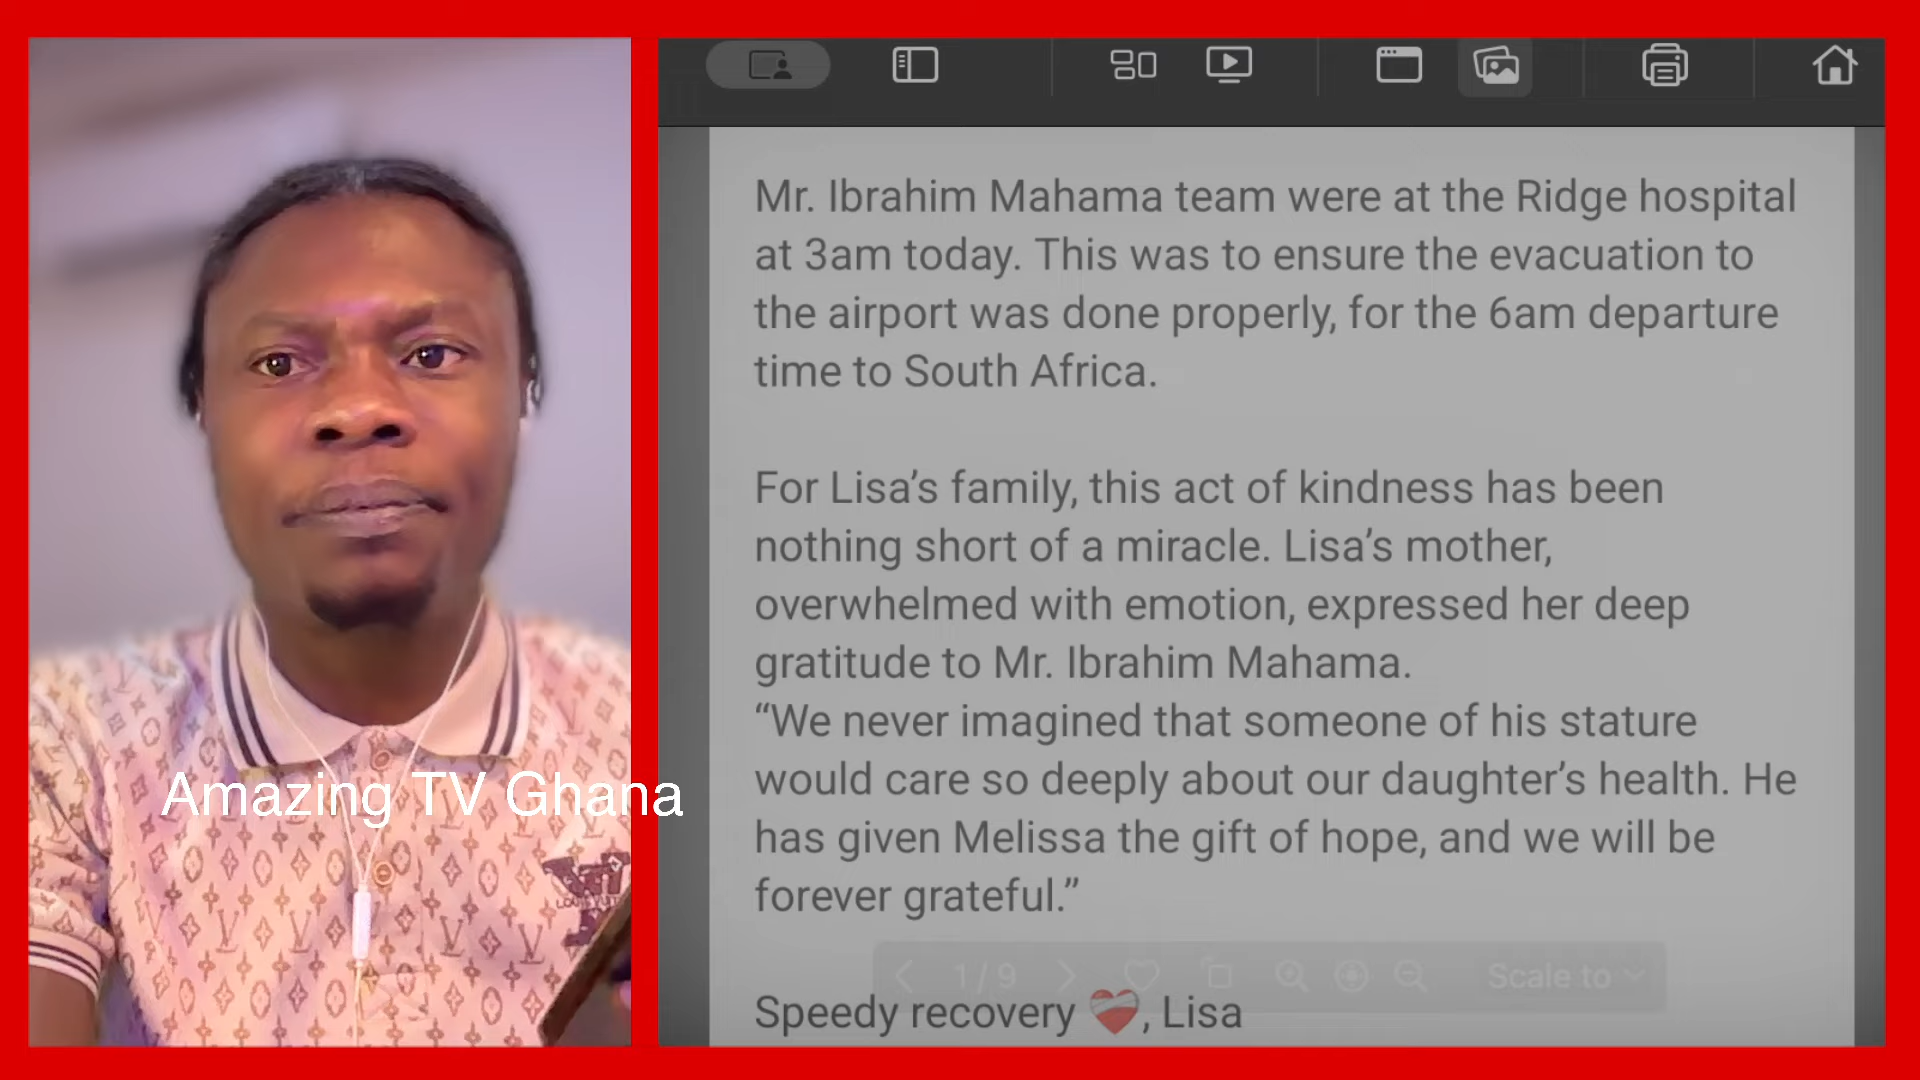 Mr. Ibrahim Mahama team were at the Ridge hospital
at 3am today. This was to ensure the evacuation to
the airport was done properly, for the 6am departure
time to South Africa.
For Lisa’s family, this act of kindness has been
nothing short of a miracle. Lisa’s mother,
overwhelmed with emotion, expressed her deep
gratitude to Mr. Ibrahim Mahama.
“We never imagined that someone of his stature
would care so deeply about our daughter’s health. He
has given Melissa the gift of hope, and we will be
forever grateful.”
1 / 9 Scale to
Speedy recovery ❤️‍🩹, Lisa
Amazing TV Ghana